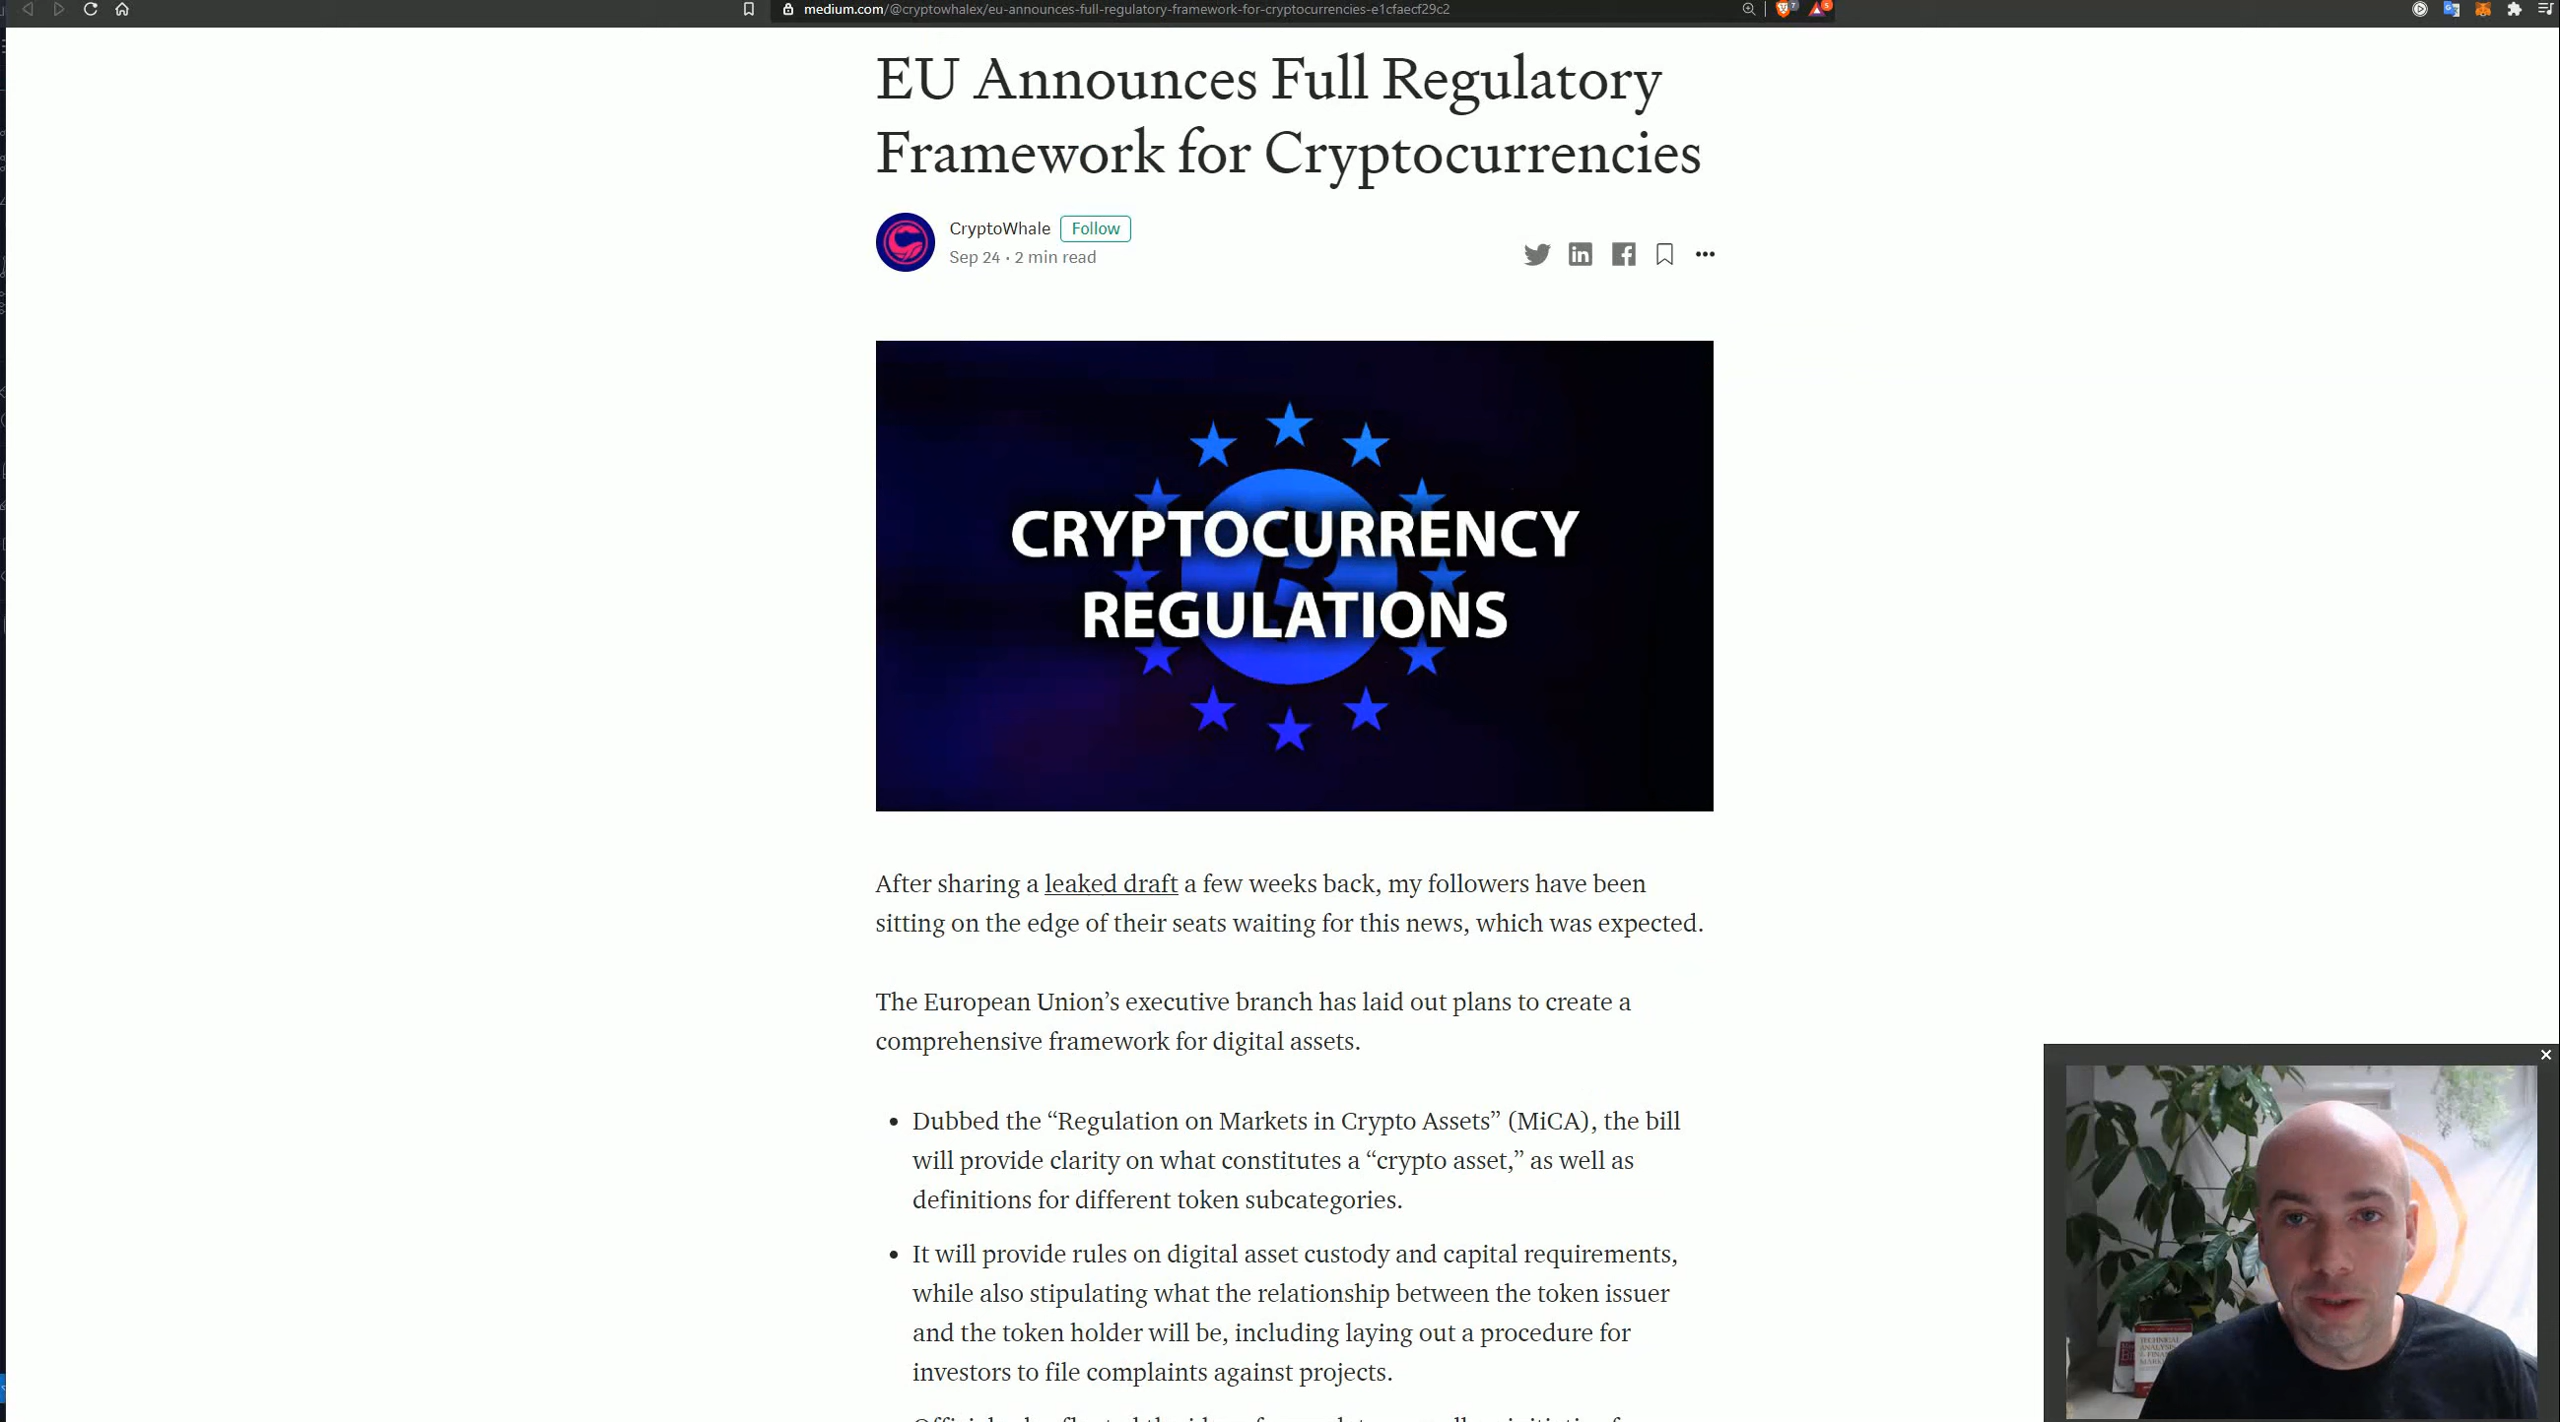 medium.com/@cryptowhalex/eu-announces-full-regulatory-framework-for-cryptocurrencies-e1cfaecf29c2
EU Announces Full Regulatory
Framework for Cryptocurrencies
CryptoWhale Follow
Sep 24 · 2 min read
CRYPTOCURRENCY
REGULATIONS
After sharing a leaked draft a few weeks back, my followers have been
sitting on the edge of their seats waiting for this news, which was expected.
The European Union’s executive branch has laid out plans to create a
comprehensive framework for digital assets.
• Dubbed the “Regulation on Markets in Crypto Assets” (MiCA), the bill
will provide clarity on what constitutes a “crypto asset,” as well as
definitions for different token subcategories.
• It will provide rules on digital asset custody and capital requirements,
while also stipulating what the relationship between the token issuer
and the token holder will be, including laying out a procedure for
investors to file complaints against projects.
TECHNICAL
ANALYSIS